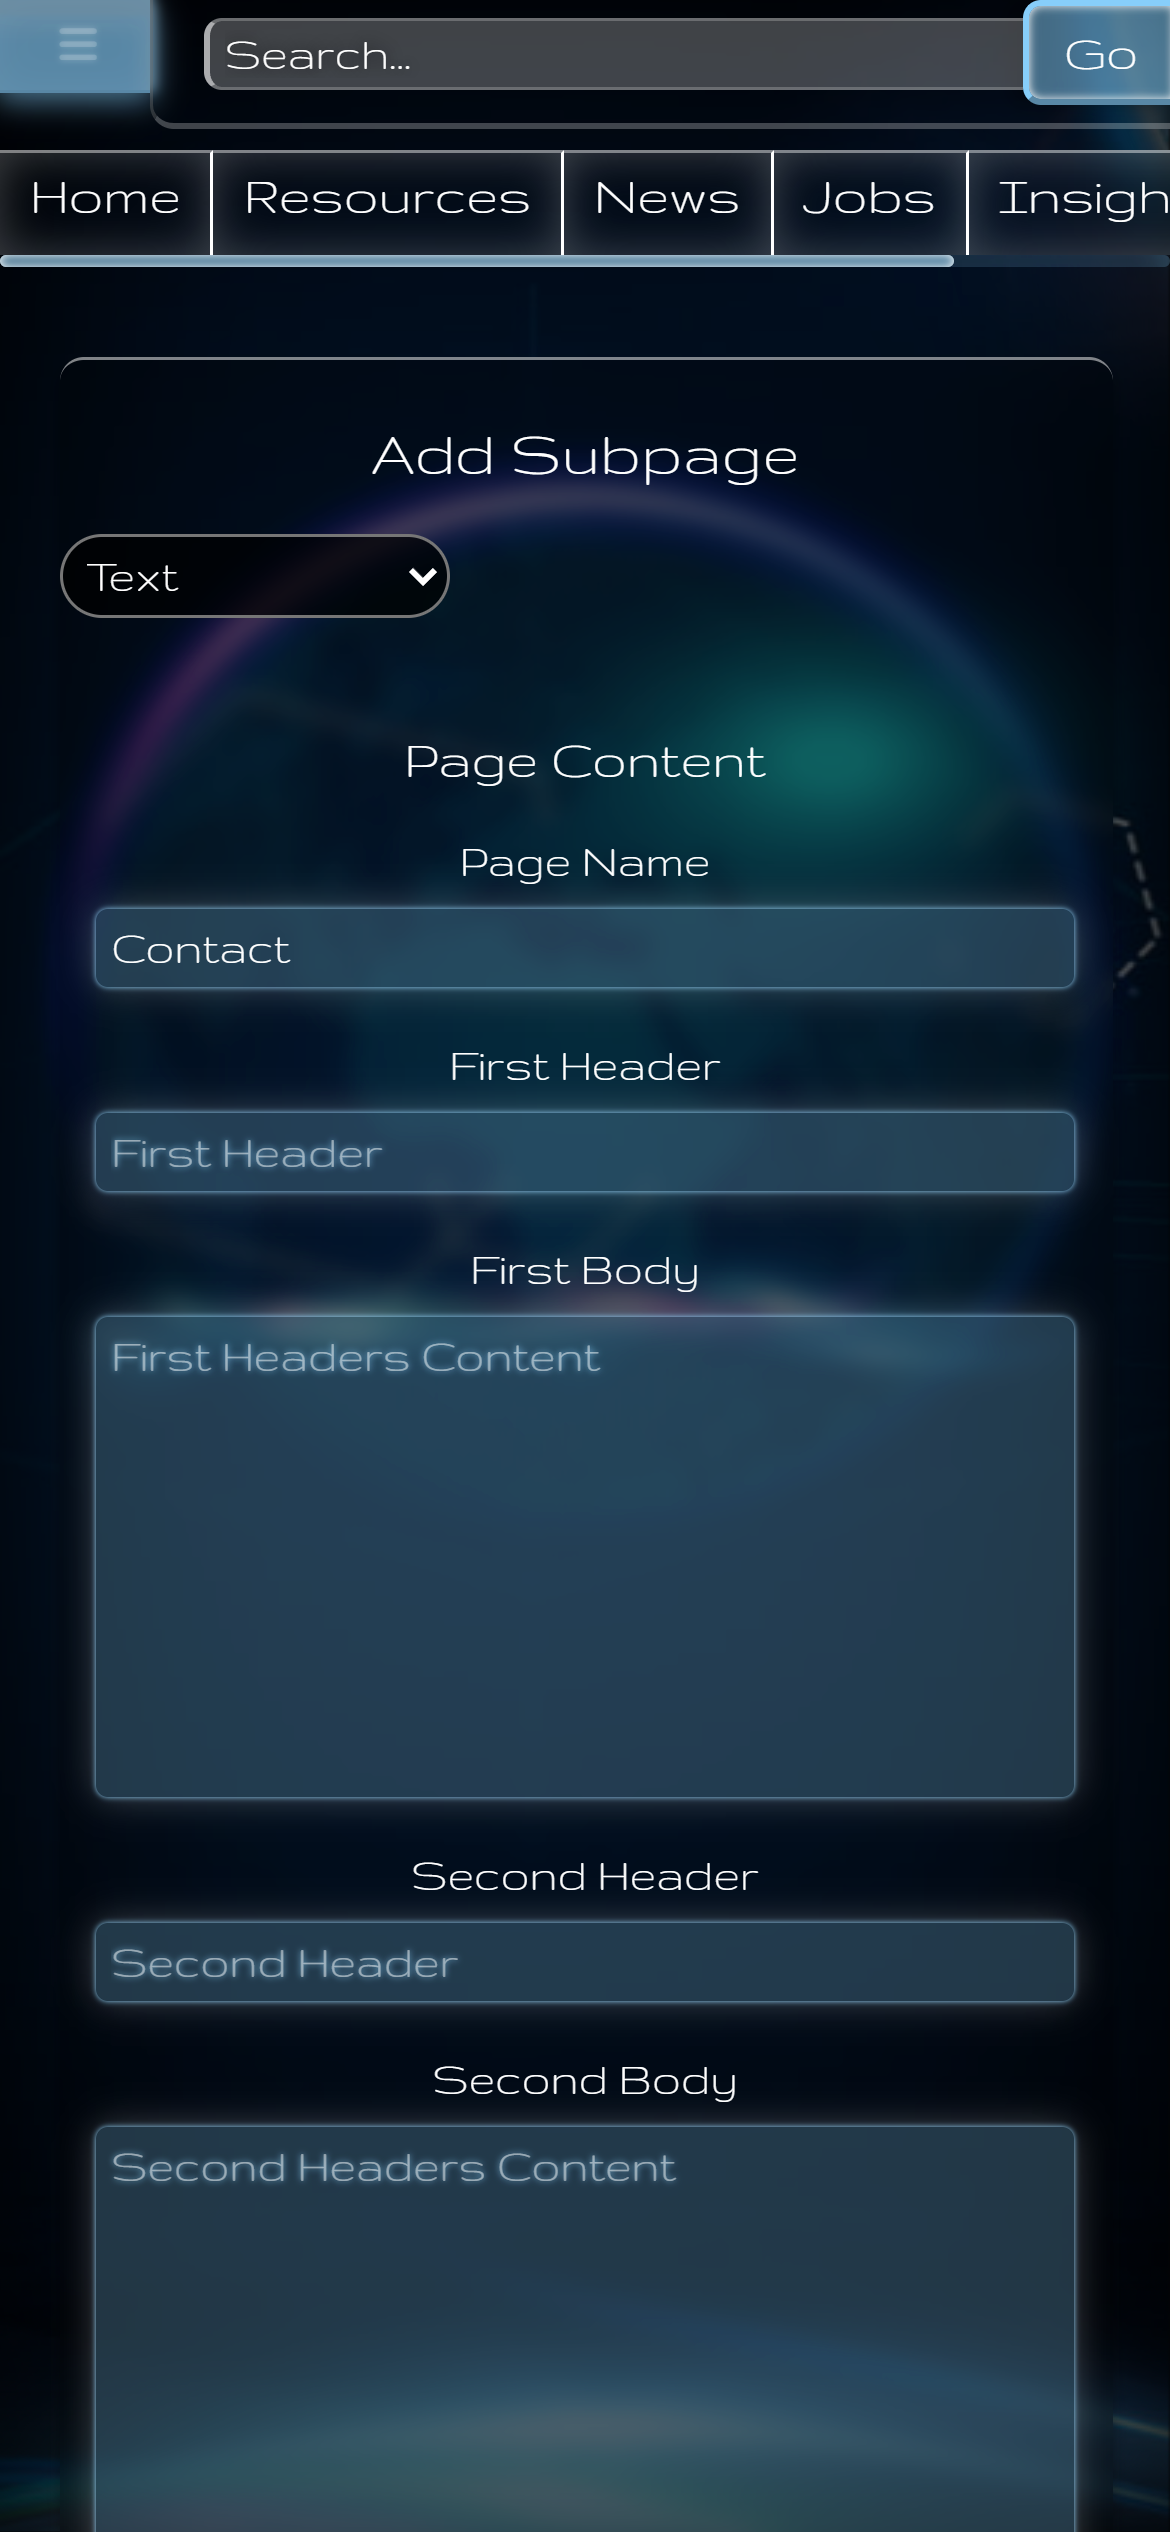 Search...
Go
Home Resources News Jobs Insigh
Add Subpage
Text
Page Content
Page Name
Contact
First Header
First Header
First Body
First Headers Content
Second Header
Second Header
Second Body
Second Headers Content